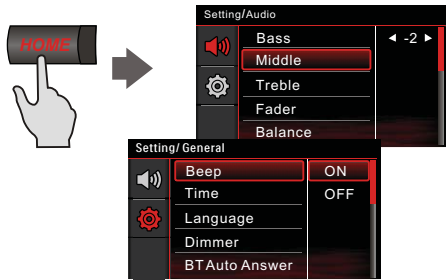 HOME
Setting/Audio
Bass
-2
Middle
Treble
Fader
Balance
Setting/ General
Beep
ON
Time
OFF
Language
Dimmer
BT Auto Answer